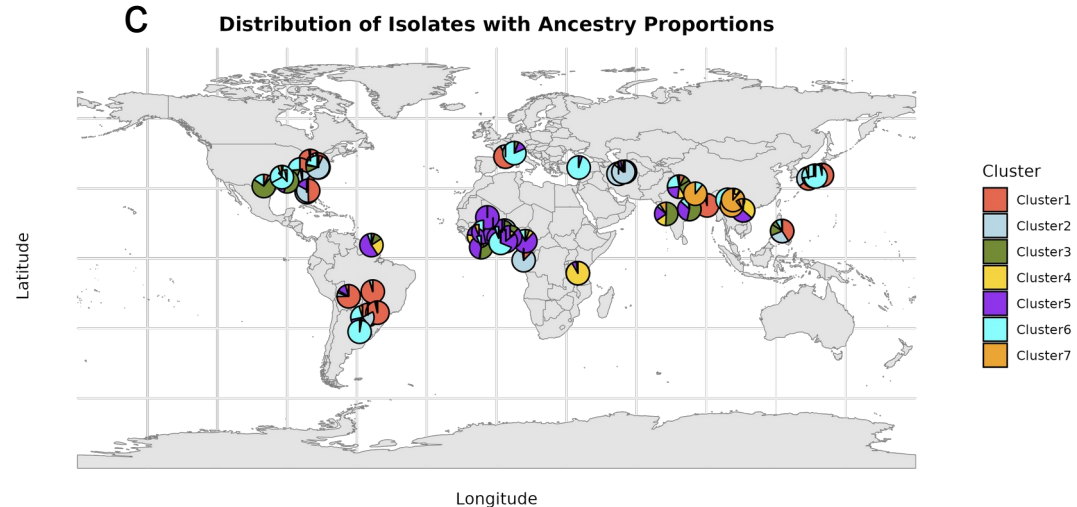 C
Distribution of Isolates with Ancestry Proportions
Latitude
Longitude
Cluster
Cluster1
Cluster2
Cluster3
Cluster4
Cluster5
Cluster6
Cluster7